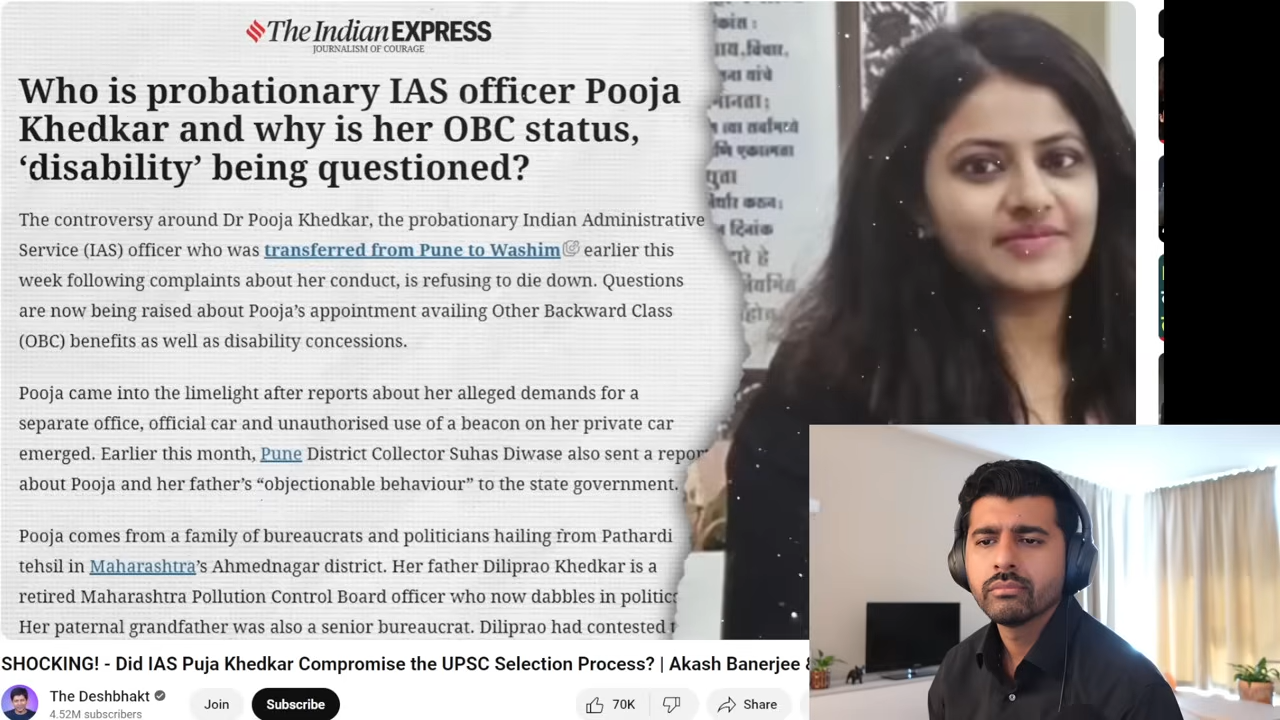 The Indian EXPRESS
JOURNALISM OF COURAGE
Who is probationary IAS officer Pooja
Khedkar and why is her OBC status,
‘disability’ being questioned?
The controversy around Dr Pooja Khedkar, the probationary Indian Administrative
Service (IAS) officer who was transferred from Pune to Washim earlier this
week following complaints about her conduct, is refusing to die down. Questions
are now being raised about Pooja’s appointment availing Other Backward Class
(OBC) benefits as well as disability concessions.
Pooja came into the limelight after reports about her alleged demands for a
separate office, official car and unauthorised use of a beacon on her private car
emerged. Earlier this month, Pune District Collector Suhas Diwase also sent a report
about Pooja and her father’s “objectionable behaviour” to the state government.
Pooja comes from a family of bureaucrats and politicians hailing from Pathardi
tehsil in Maharashtra’s Ahmednagar district. Her father Diliprao Khedkar is a
retired Maharashtra Pollution Control Board officer who now dabbles in politics
Her paternal grandfather was also a senior bureaucrat. Diliprao had contested
दिनांक
SHOCKING! - Did IAS Puja Khedkar Compromise the UPSC Selection Process? | Akash Banerjee &
The Deshbhakt
4.52M subscribers
Join
Subscribe
70K
Share